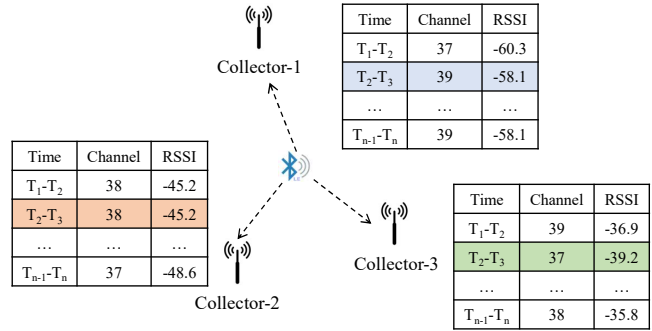 Collector-1
Time Channel RSSI
T₁-T₂ 37 -60.3
T₂-T₃ 39 -58.1
... ... ...
Tₙ₋₁-Tₙ 39 -58.1
Time Channel RSSI
T₁-T₂ 38 -45.2
T₂-T₃ 38 -45.2
... ... ...
Tₙ₋₁-Tₙ 37 -48.6
Collector-2
Collector-3
Time Channel RSSI
T₁-T₂ 39 -36.9
T₂-T₃ 37 -39.2
... ... ...
Tₙ₋₁-Tₙ 38 -35.8